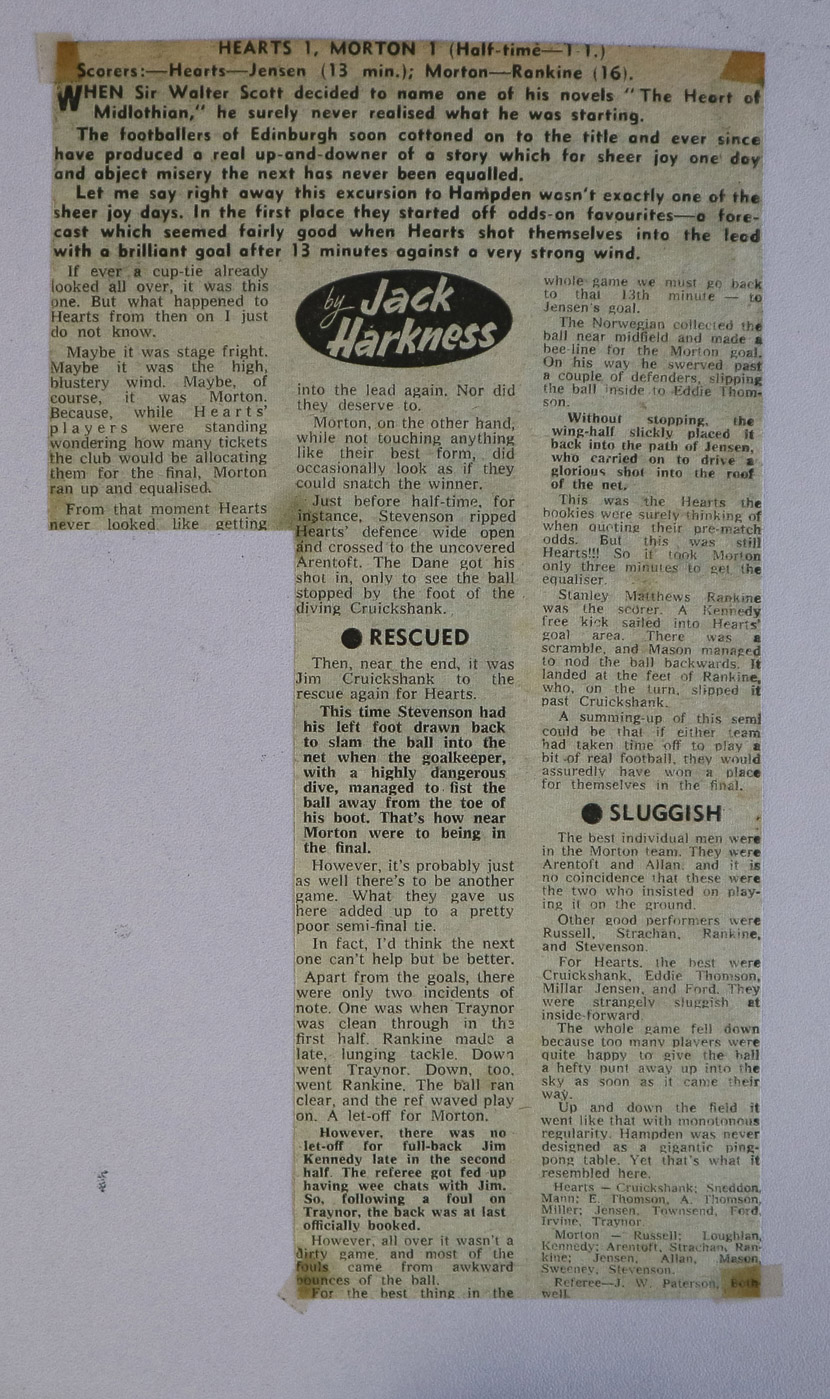 HEARTS 1, MORTON 1 (Half-time—1-1.)
Scorers:—Hearts—Jensen (13 min.); Morton—Rankine (16).
WHEN Sir Walter Scott decided to name one of his novels "The Heart of
Midlothian," he surely never realised what he was starting.
The footballers of Edinburgh soon cottoned on to the title and ever since
have produced a real up-and-downer of a story which for sheer joy one day
and abject misery the next has never been equalled.
Let me say right away this excursion to Hampden wasn't exactly one of the
sheer joy days. In the first place they started off odds-on favourites—a fore-
cast which seemed fairly good when Hearts shot themselves into the lead
with a brilliant goal after 13 minutes against a very strong wind.
If ever a cup-tie already
looked all over, it was this
one. But what happened to
Hearts from then on I just
do not know.
Maybe it was stage fright.
Maybe it was the high,
blustery wind. Maybe, of
course, it was Morton.
Because, while Hearts'
players were standing
wondering how many tickets
the club would be allocating
them for the final, Morton
ran up and equalised.
From that moment Hearts
never looked like getting
by Jack
Harkness
into the lead again. Nor did
they deserve to.
Morton, on the other hand,
while not touching anything
like their best form, did
occasionally look as if they
could snatch the winner.
Just before half-time, for
instance, Stevenson ripped
Hearts' defence wide open
and crossed to the uncovered
Arentoft. The Dane got his
shot in, only to see the ball
stopped by the foot of the
diving Cruickshank.
● RESCUED
Then, near the end, it was
Jim Cruickshank to the
rescue again for Hearts.
This time Stevenson had
his left foot drawn back
to slam the ball into the
net when the goalkeeper,
with a highly dangerous
dive, managed to fist the
ball away from the toe of
his boot. That's how near
Morton were to being in
the final.
However, it's probably just
as well there's to be another
game. What they gave us
here added up to a pretty
poor semi-final tie.
In fact, I'd think the next
one can't help but be better.
Apart from the goals, there
were only two incidents of
note. One was when Traynor
was clean through in the
first half. Rankine made a
late, lunging tackle. Down
went Traynor. Down, too,
went Rankine. The ball ran
clear, and the ref waved play
on. A let-off for Morton.
However, there was no
let-off for full-back Jim
Kennedy late in the second
half. The referee got fed up
having wee chats with Jim.
So, following a foul on
Traynor, the back was at last
officially booked.
However, all over it wasn't a
dirty game, and most of the
fouls came from awkward
bounces of the ball.
For the best thing in the
whole game we must go back
to that 13th minute — to
Jensen's goal.
The Norwegian collected the
ball near midfield and made a
bee-line for the Morton goal.
On his way he swerved past
a couple of defenders, slipping
the ball inside to Eddie Thom-
son.
Without stopping, the
wing-half slickly placed it
back into the path of Jensen,
who carried on to drive a
glorious shot into the roof
of the net.
This was the Hearts the
bookies were surely thinking of
when quoting their pre-match
odds. But this was still
Hearts!!! So it took Morton
only three minutes to get the
equaliser.
Stanley Matthews Rankine
was the scorer. A Kennedy
free kick sailed into Hearts'
goal area. There was a
scramble, and Mason managed
to nod the ball backwards. It
landed at the feet of Rankine,
who, on the turn, slipped it
past Cruickshank.
A summing-up of this semi
could be that if either team
had taken time off to play a
bit of real football, they would
assuredly have won a place
for themselves in the final.
● SLUGGISH
The best individual men were
in the Morton team. They were
Arentoft and Allan, and it is
no coincidence that these were
the two who insisted on play-
ing it on the ground.
Other good performers were
Russell, Strachan, Rankine,
and Stevenson.
For Hearts, the best were
Cruickshank, Eddie Thomson,
Millar Jensen, and Ford. They
were strangely sluggish at
inside-forward.
The whole game fell down
because too many players were
quite happy to give the ball
a hefty punt away up into the
sky as soon as it came their
way.
Up and down the field it
went like that with monotonous
regularity. Hampden was never
designed as a gigantic ping-
pong table. Yet that's what it
resembled here.
Hearts — Cruickshank; Sneddon,
Mann; E. Thomson, A. Thomson,
Miller; Jensen, Townsend, Ford,
Irvine, Traynor.
Morton — Russell; Loughlan,
Kennedy; Arentoft, Strachan, Ran-
kine; Jensen, Allan, Mason,
Sweeney, Stevenson.
Referee—J. W. Paterson, Both-
well.